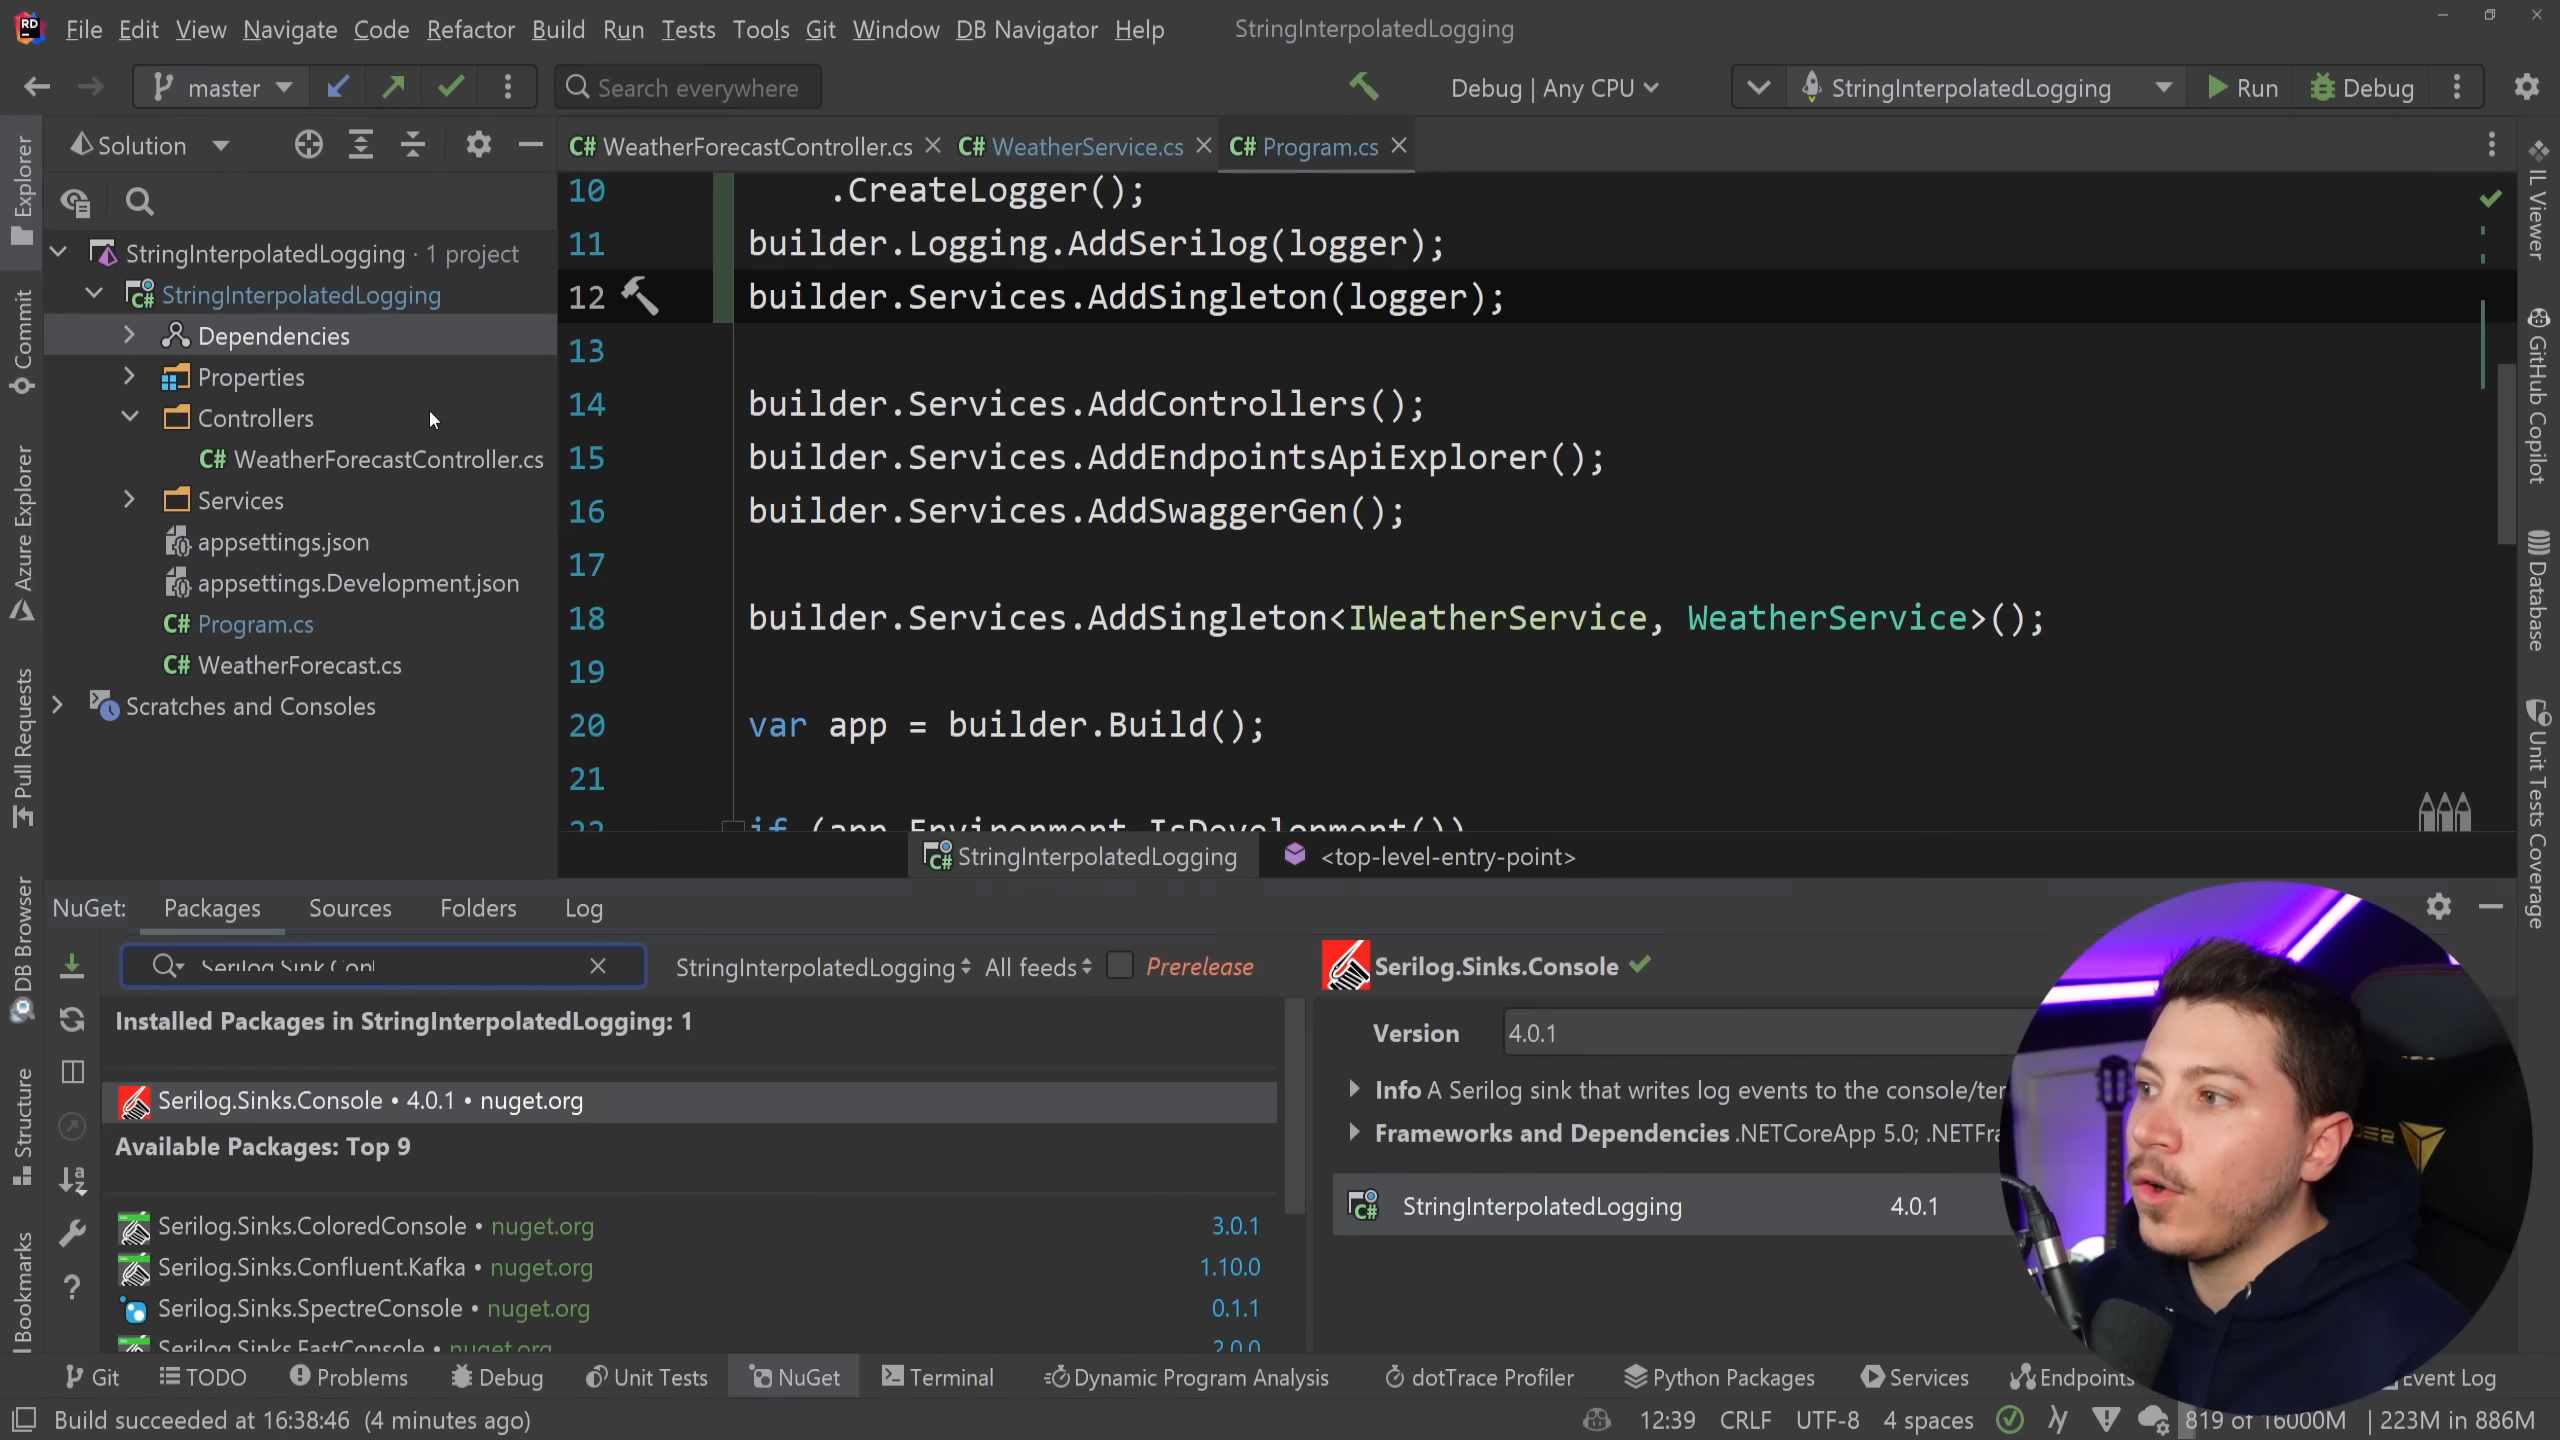 File Edit View Navigate Code Refactor Build Run Tests Tools Git Window DB Navigator Help StringInterpolatedLogging
master Search everywhere Debug | Any CPU StringInterpolatedLogging Run Debug
Solution
WeatherForecastController.cs WeatherService.cs Program.cs
StringInterpolatedLogging · 1 project
StringInterpolatedLogging
Dependencies
Properties
Controllers
WeatherForecastController.cs
Services
appsettings.json
appsettings.Development.json
Program.cs
WeatherForecast.cs
Scratches and Consoles
10 .CreateLogger();
11 builder.Logging.AddSerilog(logger);
12 builder.Services.AddSingleton(logger);
13
14 builder.Services.AddControllers();
15 builder.Services.AddEndpointsApiExplorer();
16 builder.Services.AddSwaggerGen();
17
18 builder.Services.AddSingleton<IWeatherService, WeatherService>();
19
20 var app = builder.Build();
21
22 if (app.Environment.IsDevelopment())
StringInterpolatedLogging <top-level-entry-point>
Explorer
Commit
Azure Explorer
Pull Requests
DB Browser
Structure
Bookmarks
IL Viewer
GitHub Copilot
Database
Unit Tests Coverage
NuGet: Packages Sources Folders Log
Serilog.Sink.Con StringInterpolatedLogging All feeds Prerelease
Installed Packages in StringInterpolatedLogging: 1
Serilog.Sinks.Console • 4.0.1 • nuget.org
Available Packages: Top 9
Serilog.Sinks.ColoredConsole • nuget.org 3.0.1
Serilog.Sinks.Confluent.Kafka • nuget.org 1.10.0
Serilog.Sinks.SpectreConsole • nuget.org 0.1.1
Serilog.Sinks.FastConsole • nuget.org 2.0.0
Serilog.Sinks.Console
Version 4.0.1
Info A Serilog sink that writes log events to the console/ter
Frameworks and Dependencies .NETCoreApp 5.0; .NETFra
StringInterpolatedLogging 4.0.1
Git TODO Problems Debug Unit Tests NuGet Terminal Dynamic Program Analysis dotTrace Profiler Python Packages Services Endpoints Event Log
Build succeeded at 16:38:46 (4 minutes ago) 12:39 CRLF UTF-8 4 spaces 819 of 16000M 223M in 886M